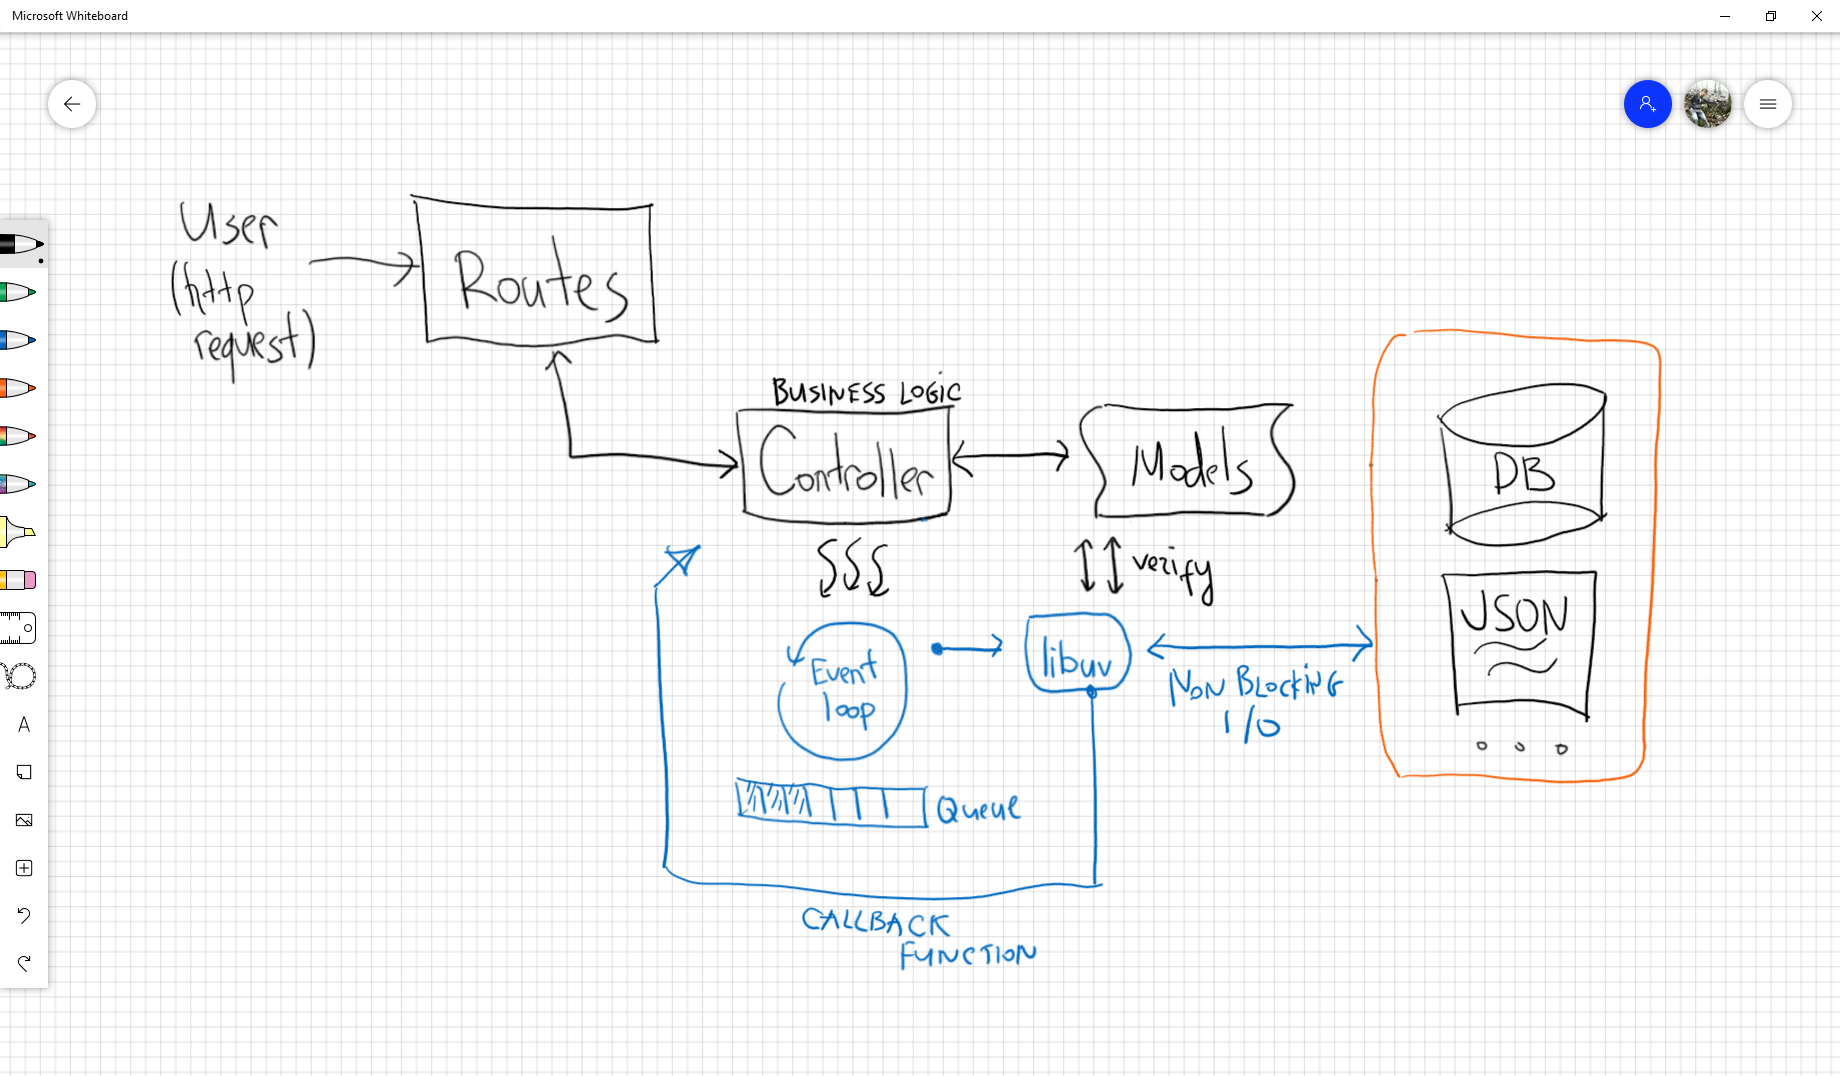 Microsoft Whiteboard
User
(http
request)
Routes
BUSINESS LOGIC
Controller
Models
DB
verify
JSON
Event
loop
libuv
NON BLOCKING
I/O
Queue
CALLBACK
FUNCTION
A